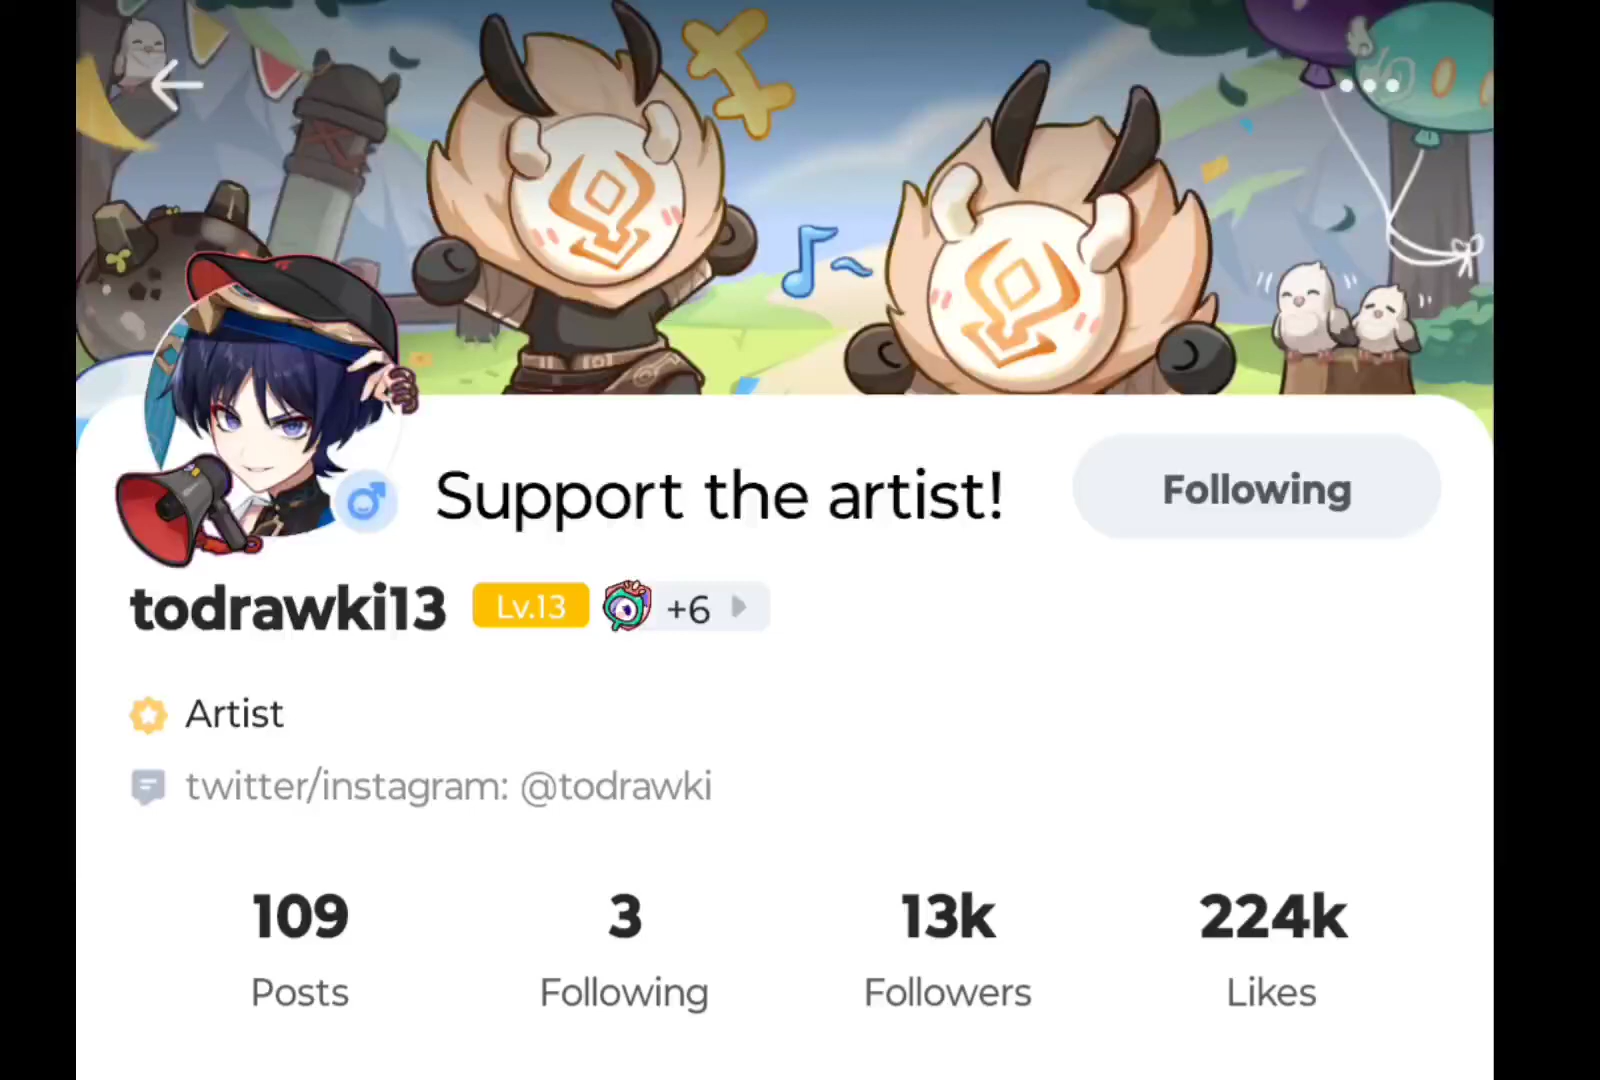 Support the artist!
Following
todrawki13 Lv.13 +6
Artist
twitter/instagram: @todrawki
109 3 13k 224k
Posts Following Followers Likes